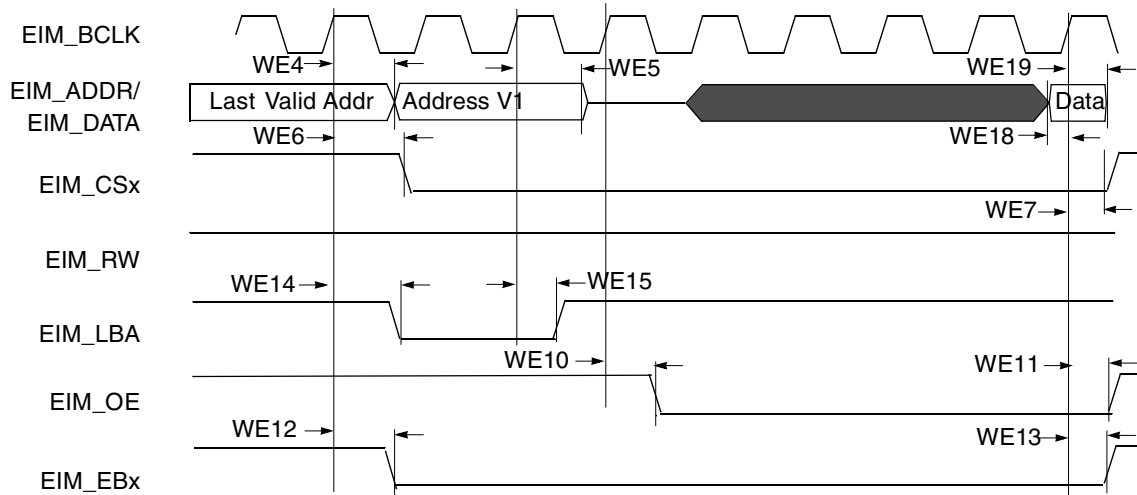 EIM_BCLK
WE4
WE5
WE19
EIM_ADDR/
EIM_DATA
Last Valid Addr
Address V1
Data
WE6
WE18
EIM_CSx
WE7
EIM_RW
WE14
WE15
EIM_LBA
WE10
WE11
EIM_OE
WE12
WE13
EIM_EBx